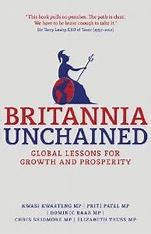 "This book pulls no punches. The path is clear.
We have to be brave enough to take it."
Sir Terry Leahy, CEO of Tesco (1997–2011)
BRITANNIA
UNCHAINED
GLOBAL LESSONS FOR
GROWTH AND PROSPERITY
KWASI KWARTENG MP | PRITI PATEL MP
| DOMINIC RAAB MP |
CHRIS SKIDMORE MP | ELIZABETH TRUSS MP